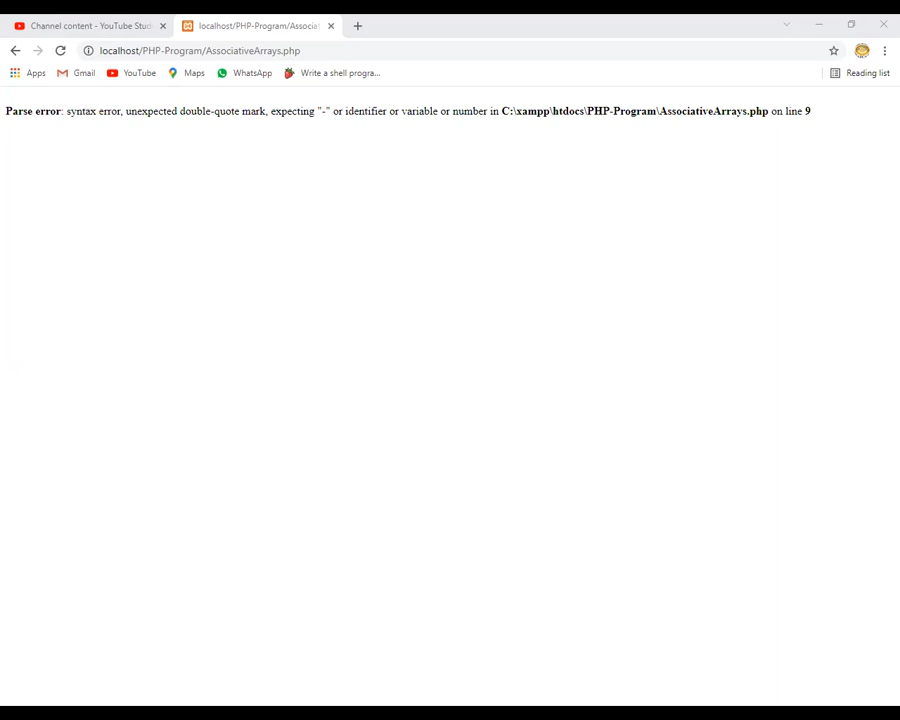 Channel content - YouTube Stud
localhost/PHP-Program/Associat
localhost/PHP-Program/AssociativeArrays.php
Apps Gmail YouTube Maps WhatsApp Write a shell progra... Reading list
Parse error: syntax error, unexpected double-quote mark, expecting "-" or identifier or variable or number in C:\xampp\htdocs\PHP-Program\AssociativeArrays.php on line 9